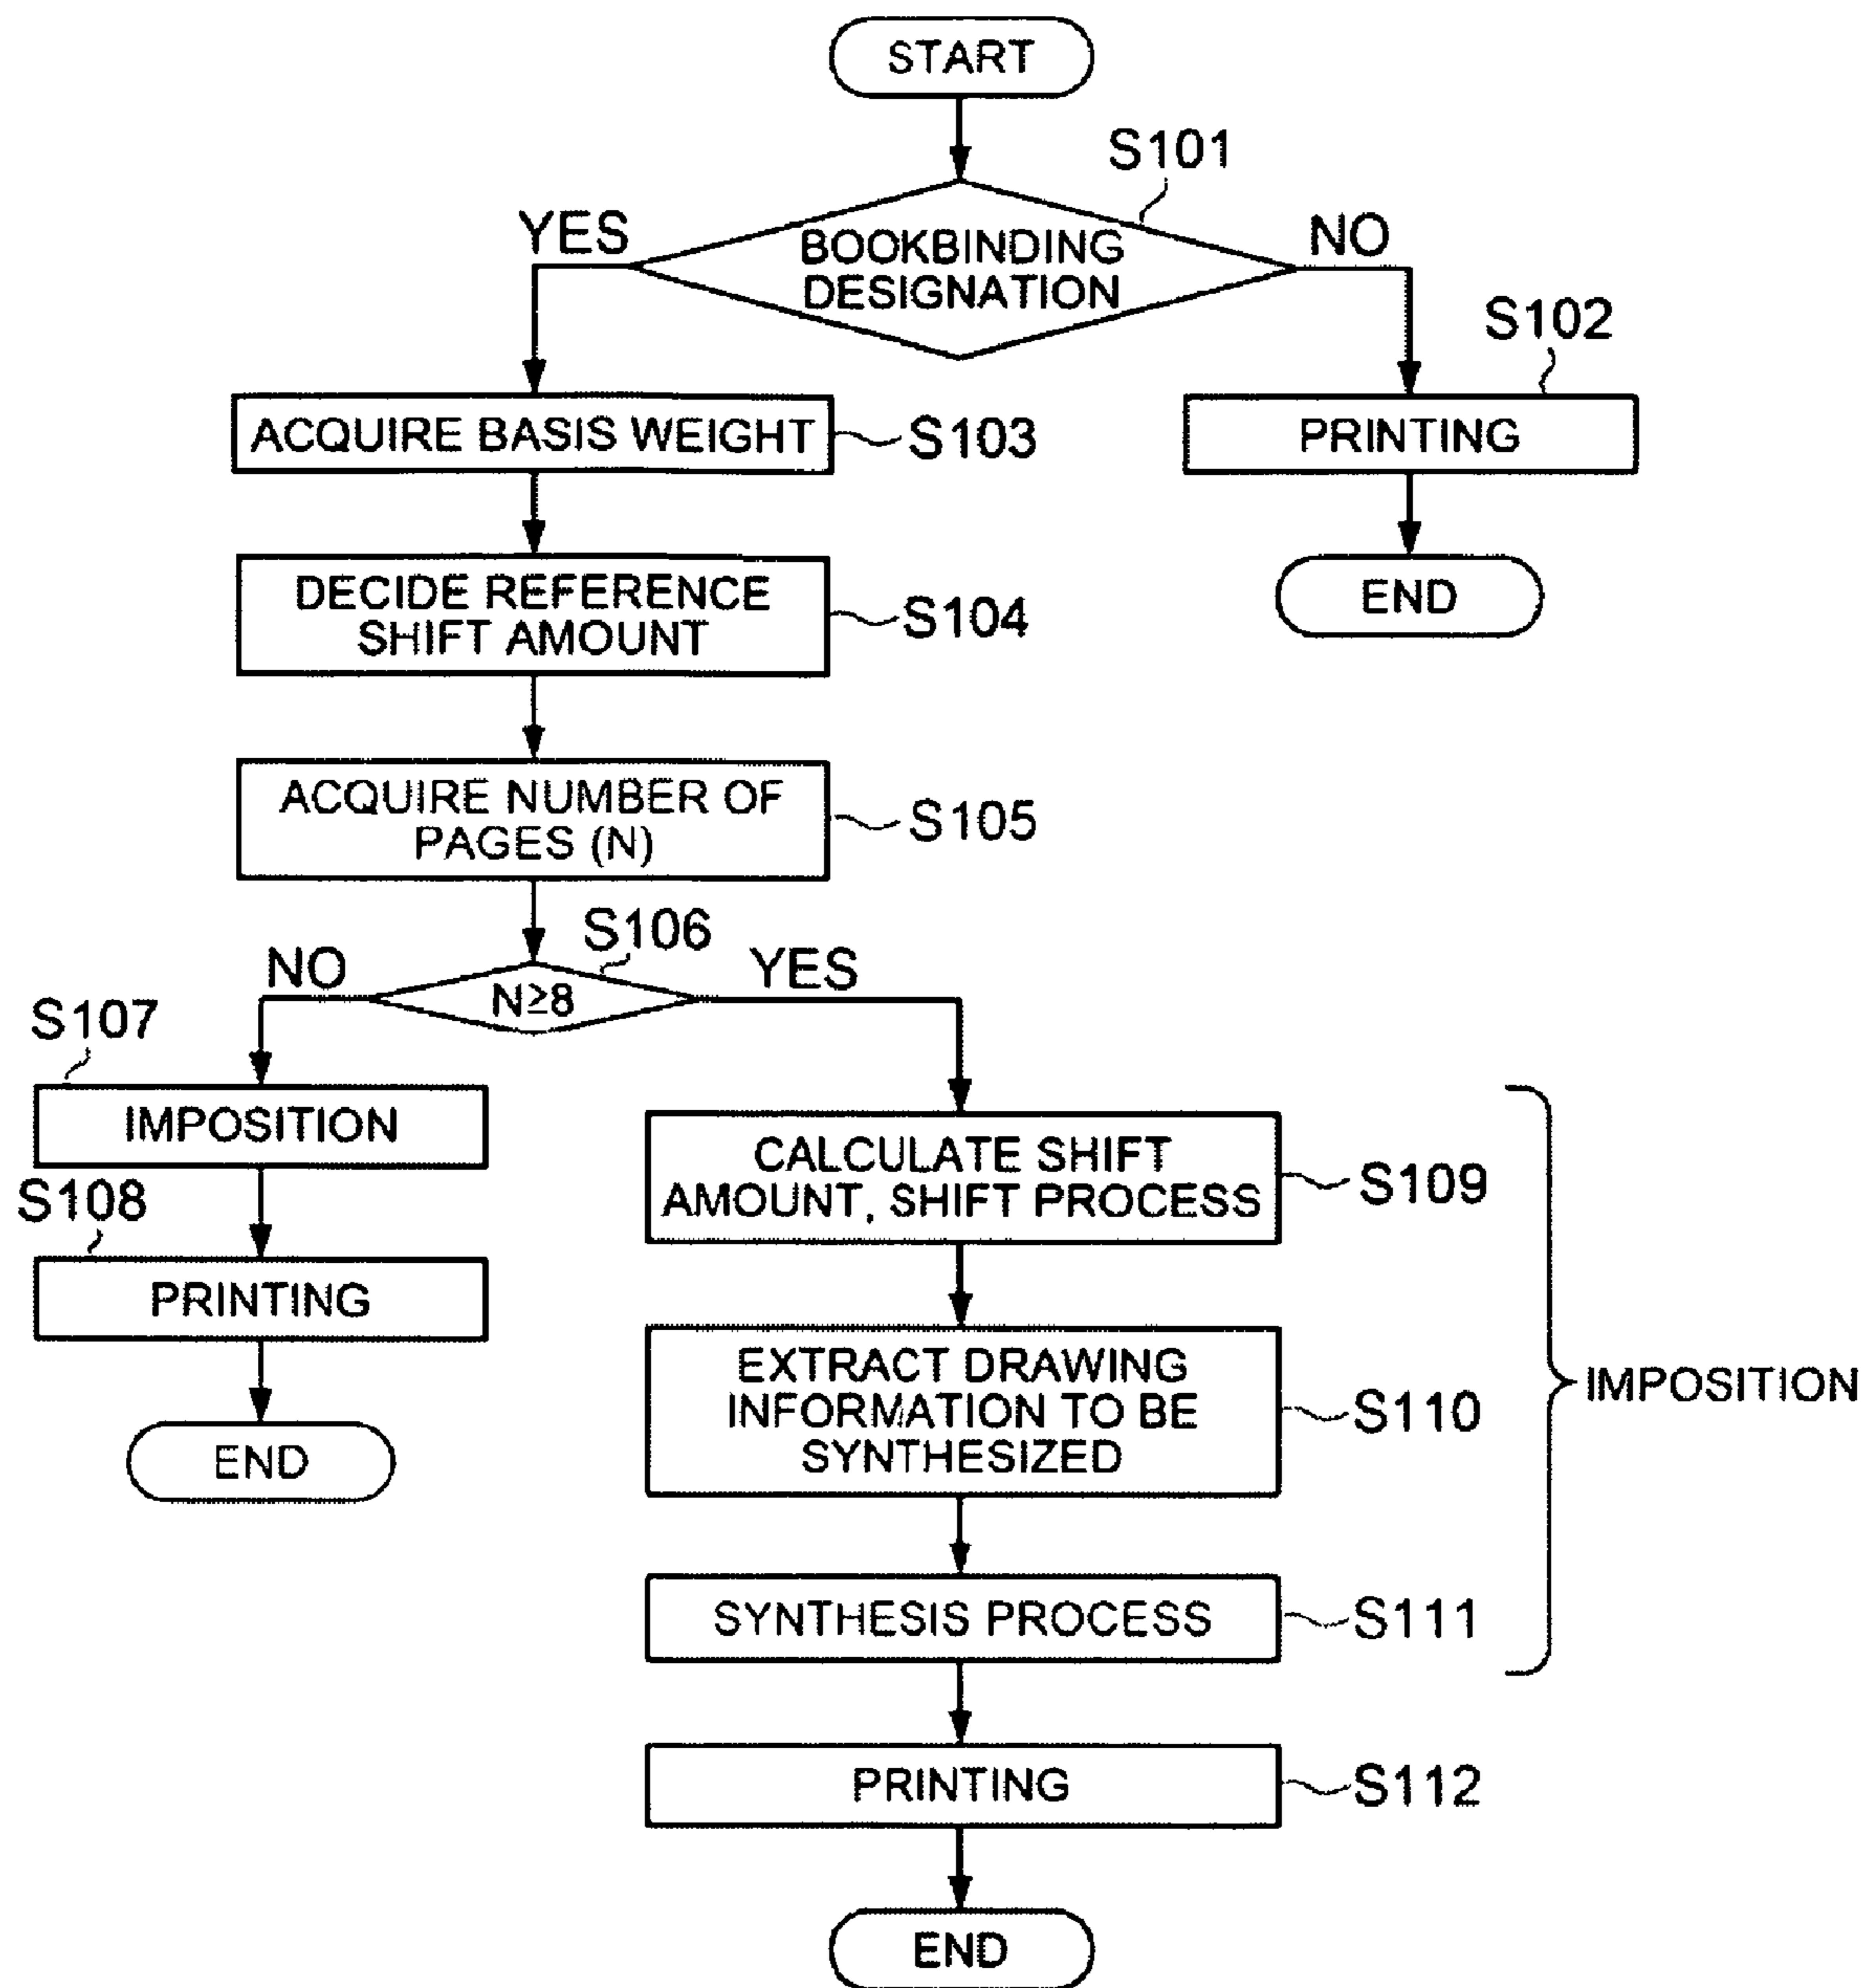 START
S101
YES
BOOKBINDING
DESIGNATION
NO
S102
ACQUIRE BASIS WEIGHT
S103
PRINTING
DECIDE REFERENCE
SHIFT AMOUNT
S104
END
ACQUIRE NUMBER OF
PAGES (N)
S105
S106
NO
N≥8
YES
S107
IMPOSITION
S108
PRINTING
END
CALCULATE SHIFT
AMOUNT, SHIFT PROCESS
S109
EXTRACT DRAWING
INFORMATION TO BE
SYNTHESIZED
S110
IMPOSITION
SYNTHESIS PROCESS
S111
PRINTING
S112
END